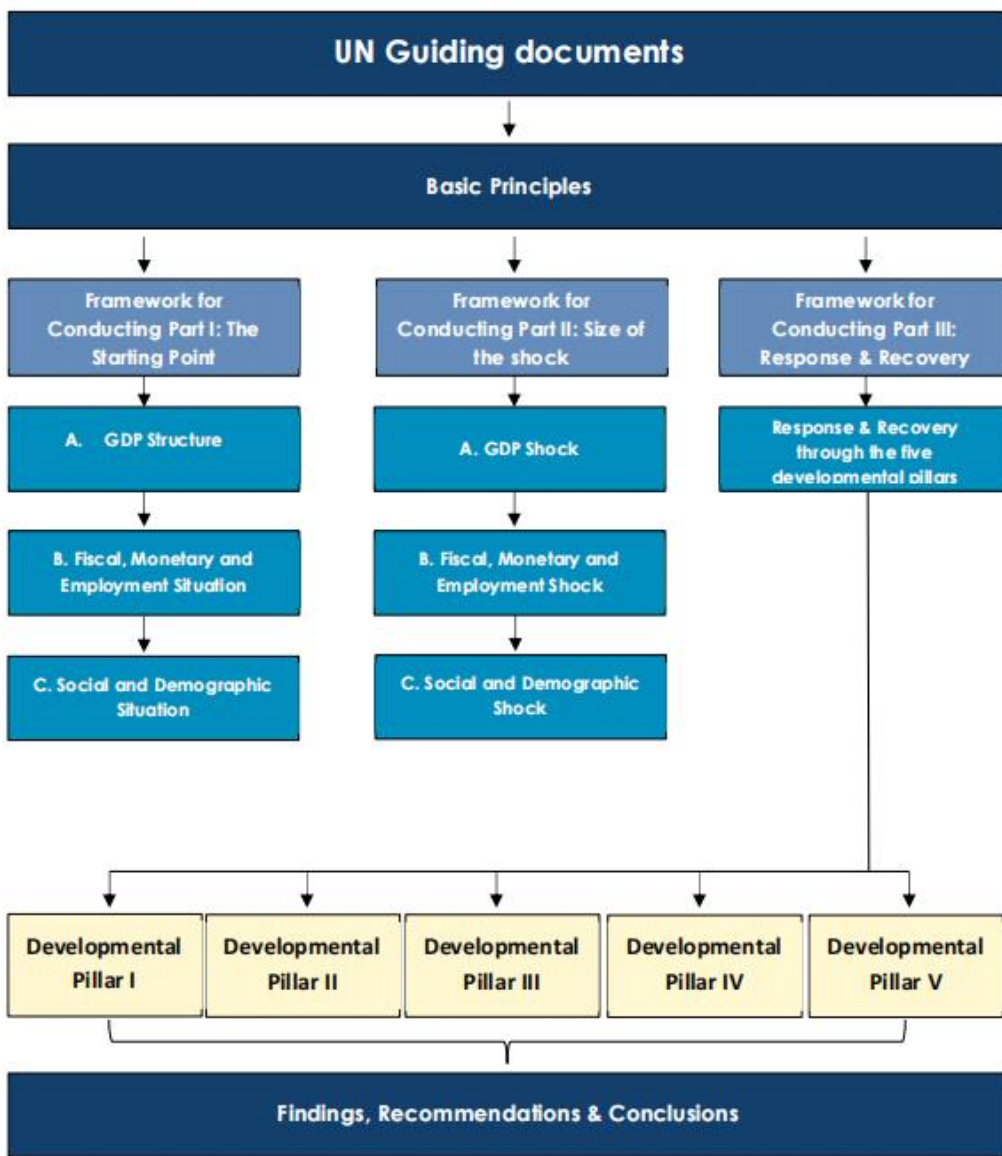 UN Guiding documents
Basic Principles
Framework for
Conducting Part I: The
Starting Point
Framework for
Conducting Part II: Size of
the shock
Framework for
Conducting Part III:
Response & Recovery
A. GDP Structure
A. GDP Shock
Response & Recovery
through the five
developmental pillars
B. Fiscal, Monetary and
Employment Situation
B. Fiscal, Monetary and
Employment Shock
C. Social and Demographic
Situation
C. Social and Demographic
Shock
Developmental
Pillar I
Developmental
Pillar II
Developmental
Pillar III
Developmental
Pillar IV
Developmental
Pillar V
Findings, Recommendations & Conclusions